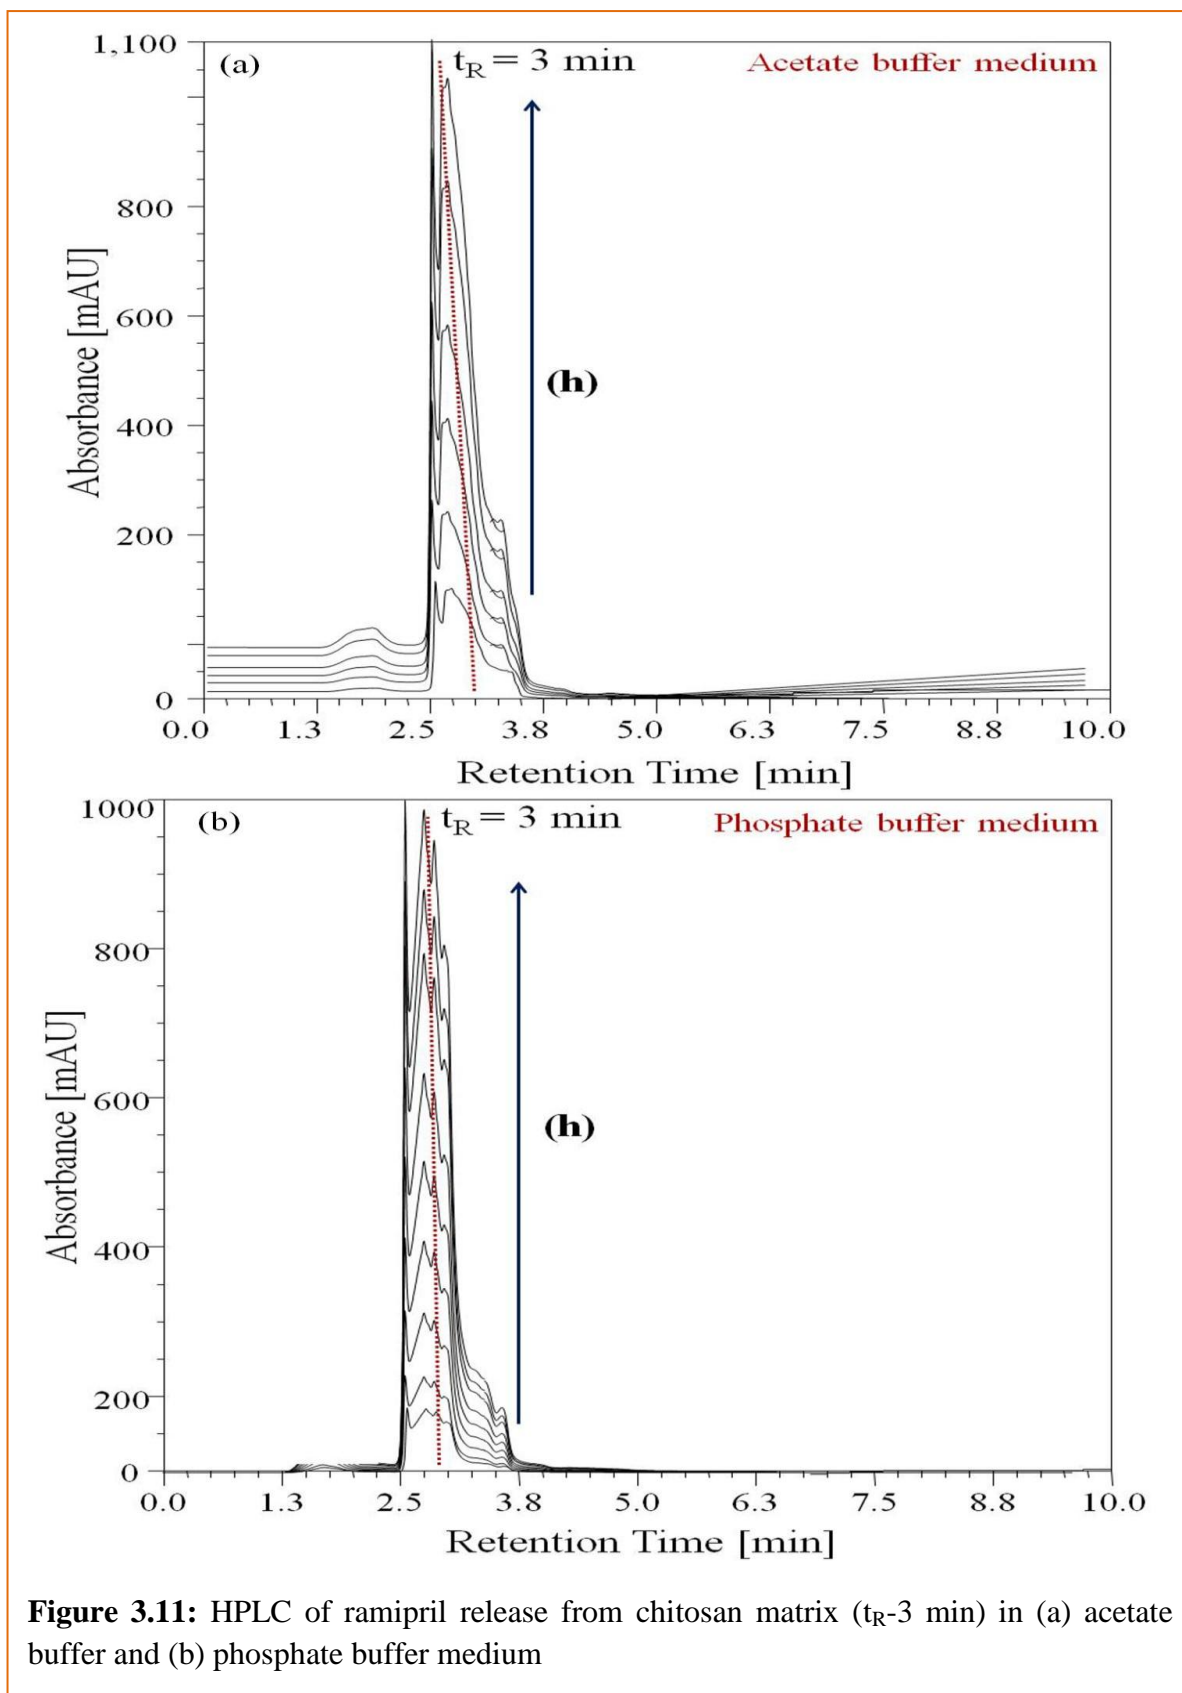 1,100
(a)
tR = 3 min
Acetate buffer medium
800
600
400
200
0
Absorbance [mAU]
(h)
0.0 1.3 2.5 3.8 5.0 6.3 7.5 8.8 10.0
Retention Time [min]
1000
(b)
tR = 3 min
Phosphate buffer medium
800
600
400
200
0
Absorbance [mAU]
(h)
0.0 1.3 2.5 3.8 5.0 6.3 7.5 8.8 10.0
Retention Time [min]
Figure 3.11: HPLC of ramipril release from chitosan matrix (tR-3 min) in (a) acetate
buffer and (b) phosphate buffer medium